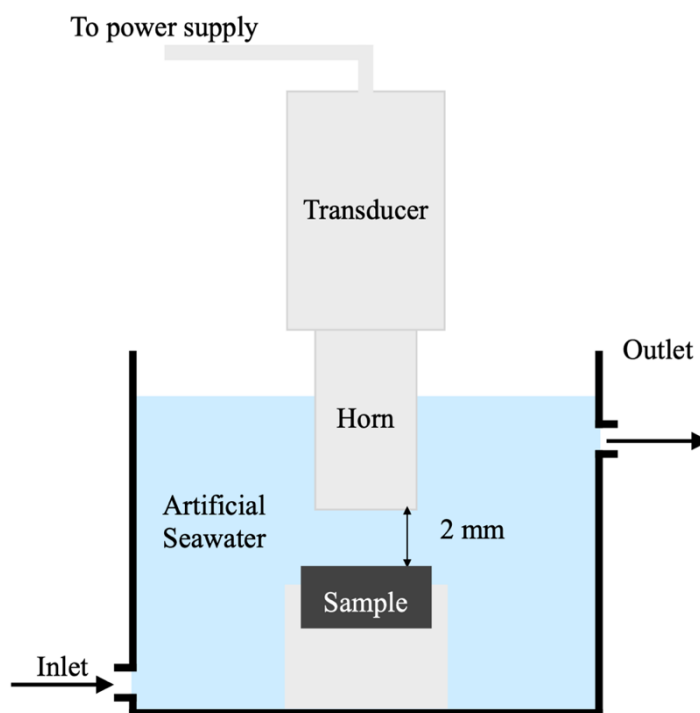 To power supply
Transducer
Outlet
Horn
Artificial
Seawater
2 mm
Sample
Inlet